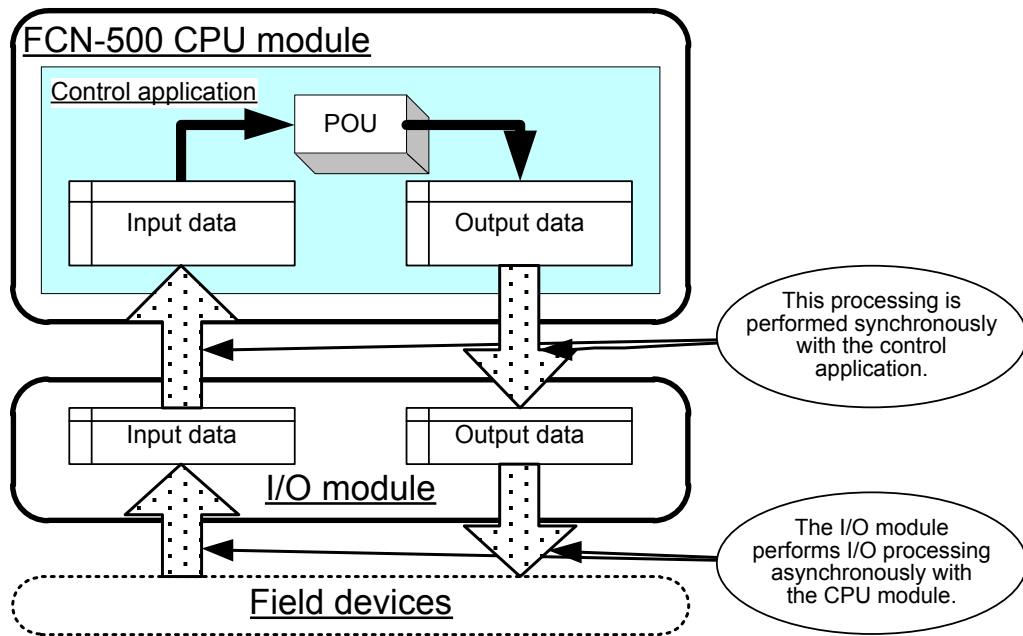 FCN-500 CPU module
Control application
POU
Input data
Output data
This processing is
performed synchronously
with the control
application.
Input data
Output data
I/O module
The I/O module
performs I/O processing
asynchronously with
the CPU module.
Field devices